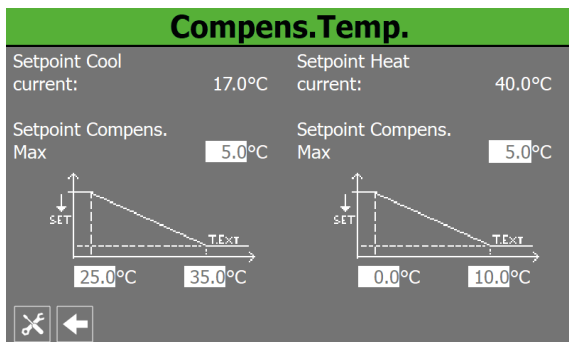 Compens.Temp.
Setpoint Cool
current: 17.0°C
Setpoint Compens.
Max 5.0°C
SET
T.EXT
25.0°C 35.0°C
Setpoint Heat
current: 40.0°C
Setpoint Compens.
Max 5.0°C
SET
T.EXT
0.0°C 10.0°C